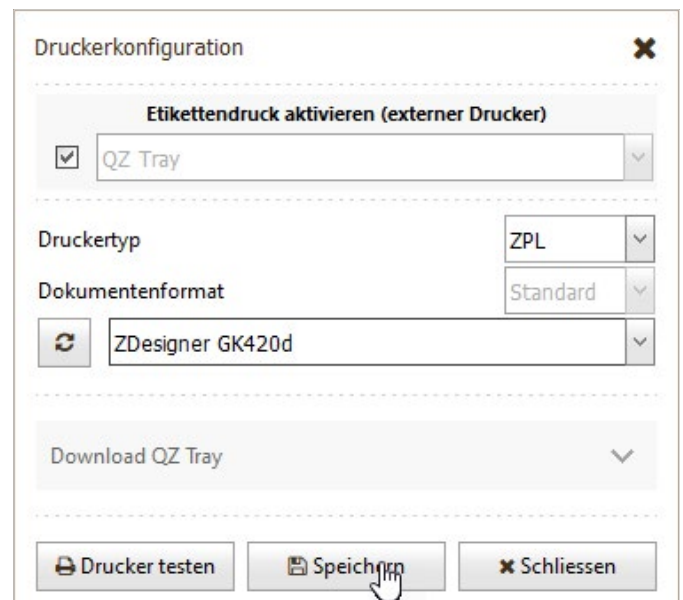 Druckerkonfiguration
Etikettendruck aktivieren (externer Drucker)
QZ Tray
Druckertyp
ZPL
Dokumentenformat
Standard
ZDesigner GK420d
Download QZ Tray
Drucker testen
Speichern
Schliessen